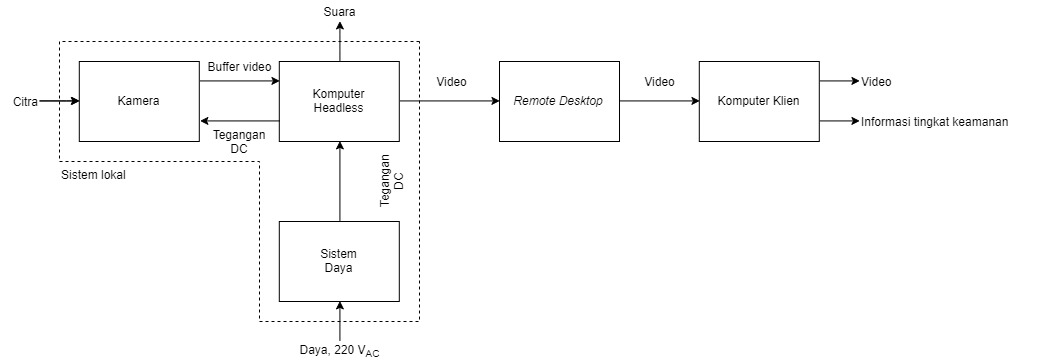 Suara
Buffer video
Citra
Kamera
Komputer
Headless
Video
Remote Desktop
Video
Komputer Klien
Video
Informasi tingkat keamanan
Tegangan
DC
Sistem lokal
Tegangan
DC
Sistem
Daya
Daya, 220 VAC